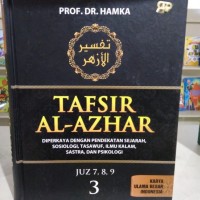 PROF. DR. HAMKA
تفسير
الأزهر
TAFSIR
AL-AZHAR
DIPERKAYA DENGAN PENDEKATAN SEJARAH,
SOSIOLOGI, TASAWUF, ILMU KALAM,
SASTRA, DAN PSIKOLOGI
JUZ 7, 8, 9
3
KARYA
ULAMA BESAR
INDONESIA